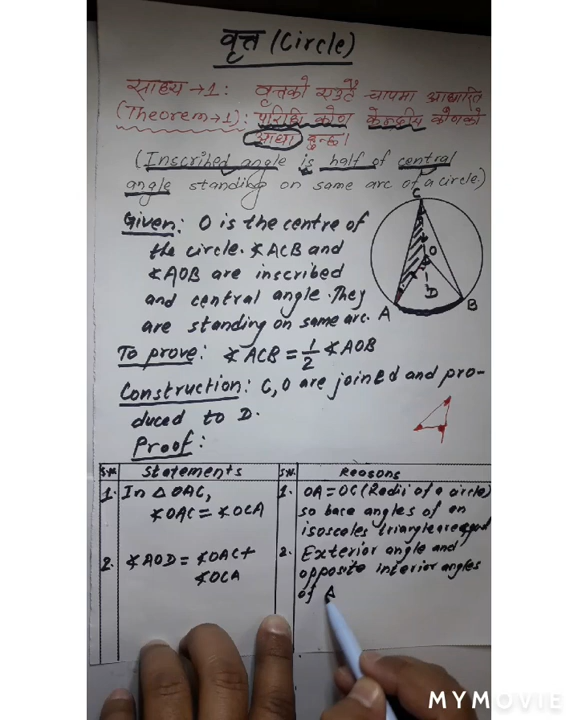 वृत्त (Circle)
साध्य → 1: वृत्तको एउटै चापमा आधारित
(Theorem → 1): परिधि कोण केन्द्रीय कोणको
आधा हुन्छ।
(Inscribed angle is half of central
angle standing on same arc of a circle.)
Given: O is the centre of
the circle. ∡ACB and
∡AOB are inscribed
and central angle. They
are standing on same arc.
C
O
D
A
B
To prove: ∡ACB = 1/2 ∡AOB
Construction: C, O are joined and pro-
duced to D.
Proof:
S.N. Statements S.N. Reasons
1. In △OAC, 1. OA = OC (Radii of a circle)
∡OAC = ∡OCA so base angles of an
isoscales triangle are equal
2. ∡AOD = ∡OAC + 2. Exterior angle and
∡OCA opposite interior angles
of △
MYMOVIE